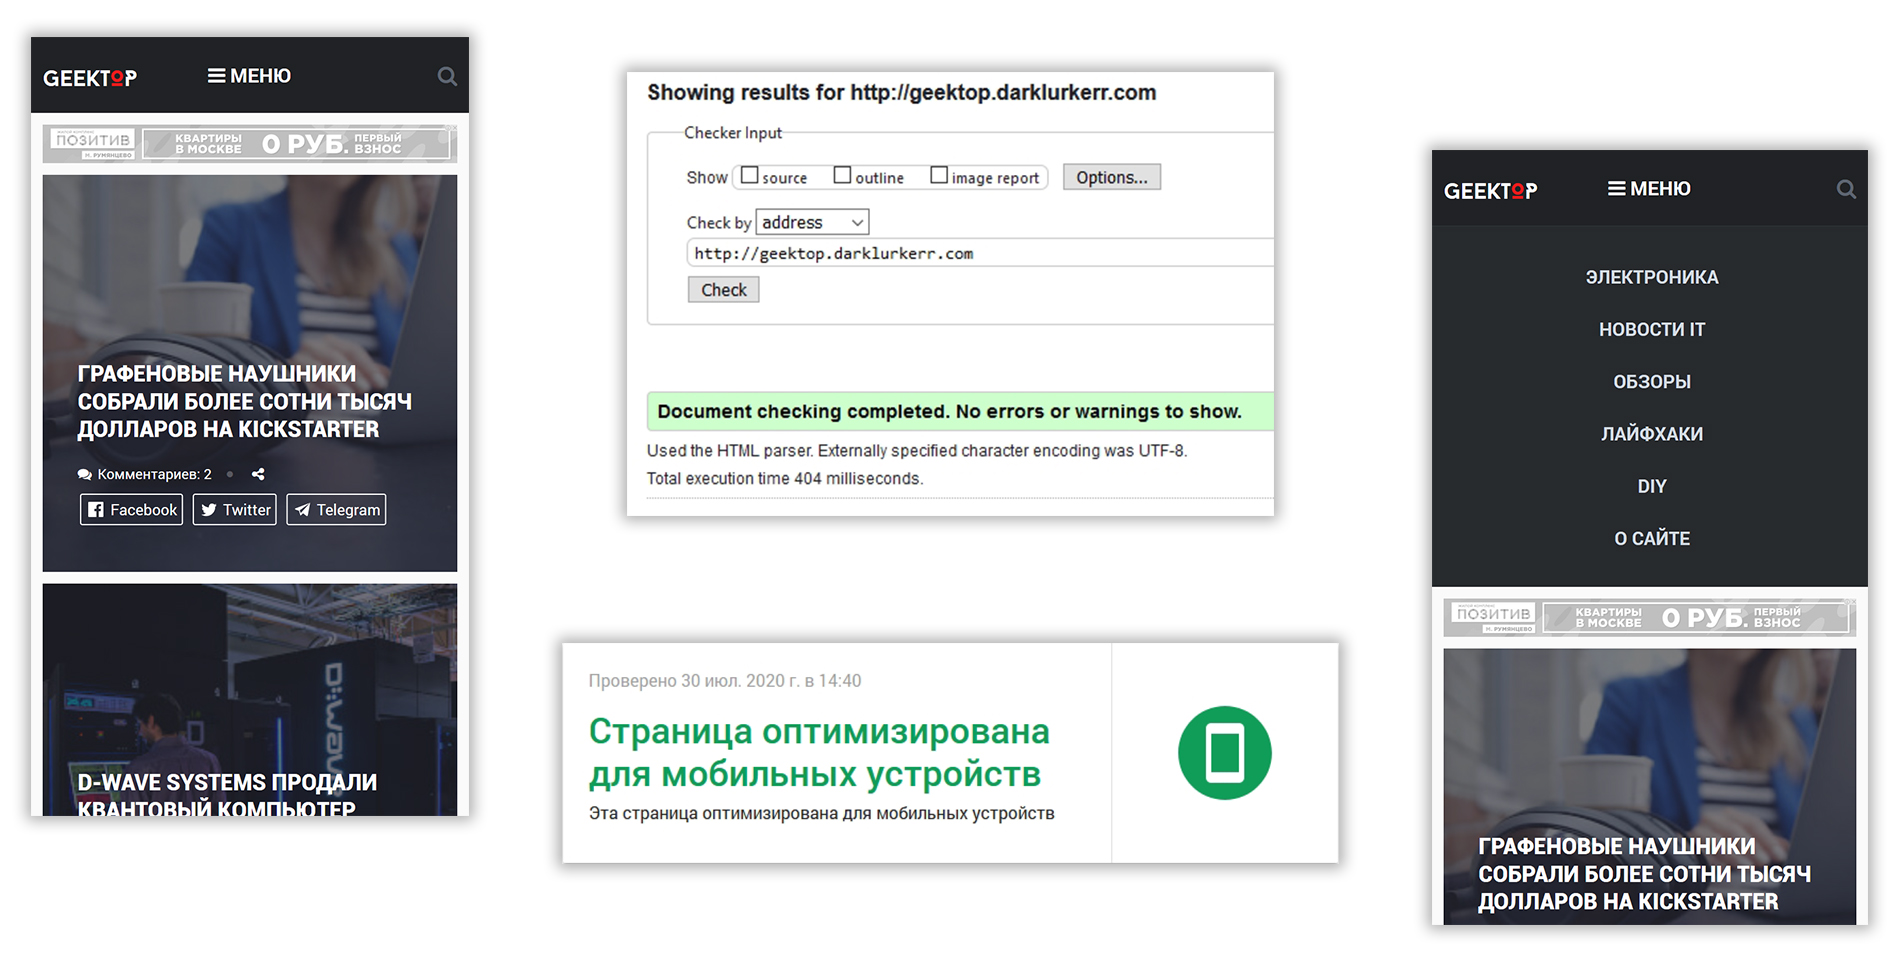 GEEKTOP
МЕНЮ
ПОЗИТИВ
М. РУМЯНЦЕВО
КВАРТИРЫ
В МОСКВЕ
0 РУБ.
ПЕРВЫЙ
ВЗНОС
ГРАФЕНОВЫЕ НАУШНИКИ
СОБРАЛИ БОЛЕЕ СОТНИ ТЫСЯЧ
ДОЛЛАРОВ НА KICKSTARTER
Комментариев: 2
Facebook Twitter Telegram
D:WAVE
D-WAVE SYSTEMS ПРОДАЛИ
КВАНТОВЫЙ КОМПЬЮТЕР
Showing results for http://geektop.darklurkerr.com
Checker Input
Show source outline image report Options...
Check by address
http://geektop.darklurkerr.com
Check
Document checking completed. No errors or warnings to show.
Used the HTML parser. Externally specified character encoding was UTF-8.
Total execution time 404 milliseconds.
Проверено 30 июл. 2020 г. в 14:40
Страница оптимизирована
для мобильных устройств
Эта страница оптимизирована для мобильных устройств
GEEKTOP
МЕНЮ
ЭЛЕКТРОНИКА
НОВОСТИ IT
ОБЗОРЫ
ЛАЙФХАКИ
DIY
О САЙТЕ
ПОЗИТИВ
М. РУМЯНЦЕВО
КВАРТИРЫ
В МОСКВЕ
0 РУБ.
ПЕРВЫЙ
ВЗНОС
ГРАФЕНОВЫЕ НАУШНИКИ
СОБРАЛИ БОЛЕЕ СОТНИ ТЫСЯЧ
ДОЛЛАРОВ НА KICKSTARTER